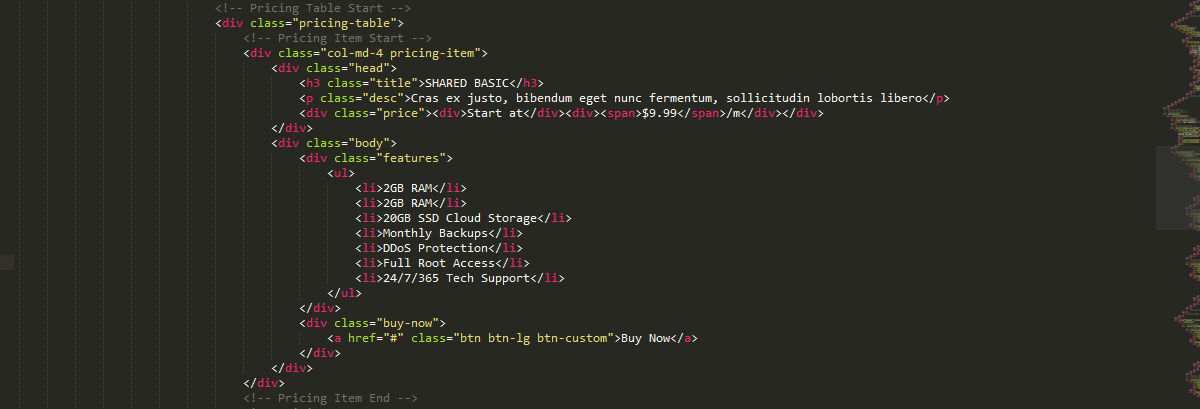 <!-- Pricing Table Start -->
<div class="pricing-table">
<!-- Pricing Item Start -->
<div class="col-md-4 pricing-item">
<div class="head">
<h3 class="title">SHARED BASIC</h3>
<p class="desc">Cras ex justo, bibendum eget nunc fermentum, sollicitudin lobortis libero</p>
<div class="price"><div>Start at</div><div><span>$9.99</span>/m</div></div>
</div>
<div class="body">
<div class="features">
<ul>
<li>2GB RAM</li>
<li>2GB RAM</li>
<li>20GB SSD Cloud Storage</li>
<li>Monthly Backups</li>
<li>DDoS Protection</li>
<li>Full Root Access</li>
<li>24/7/365 Tech Support</li>
</ul>
</div>
<div class="buy-now">
<a href="#" class="btn btn-lg btn-custom">Buy Now</a>
</div>
</div>
</div>
<!-- Pricing Item End -->